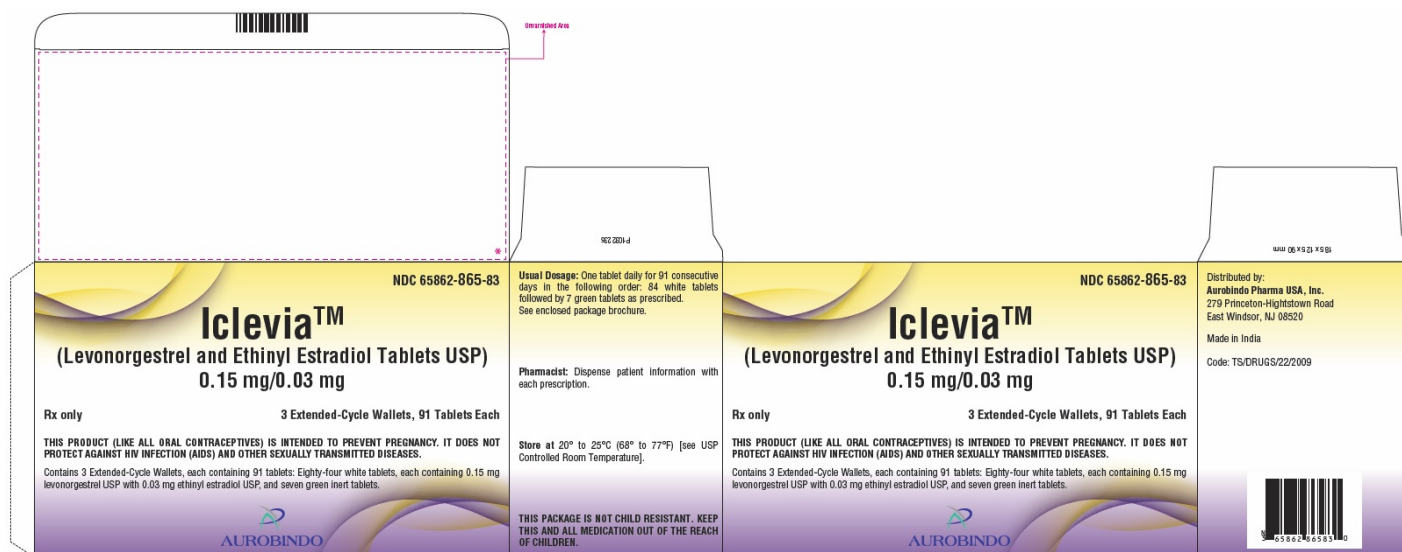 Unvarnished Area
*
P1092236
185 x 125 x 90 mm
NDC 65862-865-83
Iclevia™
(Levonorgestrel and Ethinyl Estradiol Tablets USP)
0.15 mg/0.03 mg
Rx only
3 Extended-Cycle Wallets, 91 Tablets Each
THIS PRODUCT (LIKE ALL ORAL CONTRACEPTIVES) IS INTENDED TO PREVENT PREGNANCY. IT DOES NOT
PROTECT AGAINST HIV INFECTION (AIDS) AND OTHER SEXUALLY TRANSMITTED DISEASES.
Contains 3 Extended-Cycle Wallets, each containing 91 tablets: Eighty-four white tablets, each containing 0.15 mg
levonorgestrel USP with 0.03 mg ethinyl estradiol USP, and seven green inert tablets.
AUROBINDO
Usual Dosage: One tablet daily for 91 consecutive
days in the following order: 84 white tablets
followed by 7 green tablets as prescribed.
See enclosed package brochure.
Pharmacist: Dispense patient information with
each prescription.
Store at 20° to 25°C (68° to 77°F) [see USP
Controlled Room Temperature].
THIS PACKAGE IS NOT CHILD RESISTANT. KEEP
THIS AND ALL MEDICATION OUT OF THE REACH
OF CHILDREN.
NDC 65862-865-83
Iclevia™
(Levonorgestrel and Ethinyl Estradiol Tablets USP)
0.15 mg/0.03 mg
Rx only
3 Extended-Cycle Wallets, 91 Tablets Each
THIS PRODUCT (LIKE ALL ORAL CONTRACEPTIVES) IS INTENDED TO PREVENT PREGNANCY. IT DOES NOT
PROTECT AGAINST HIV INFECTION (AIDS) AND OTHER SEXUALLY TRANSMITTED DISEASES.
Contains 3 Extended-Cycle Wallets, each containing 91 tablets: Eighty-four white tablets, each containing 0.15 mg
levonorgestrel USP with 0.03 mg ethinyl estradiol USP, and seven green inert tablets.
AUROBINDO
Distributed by:
Aurobindo Pharma USA, Inc.
279 Princeton-Hightstown Road
East Windsor, NJ 08520
Made in India
Code: TS/DRUGS/22/2009
3 65862 86583 0